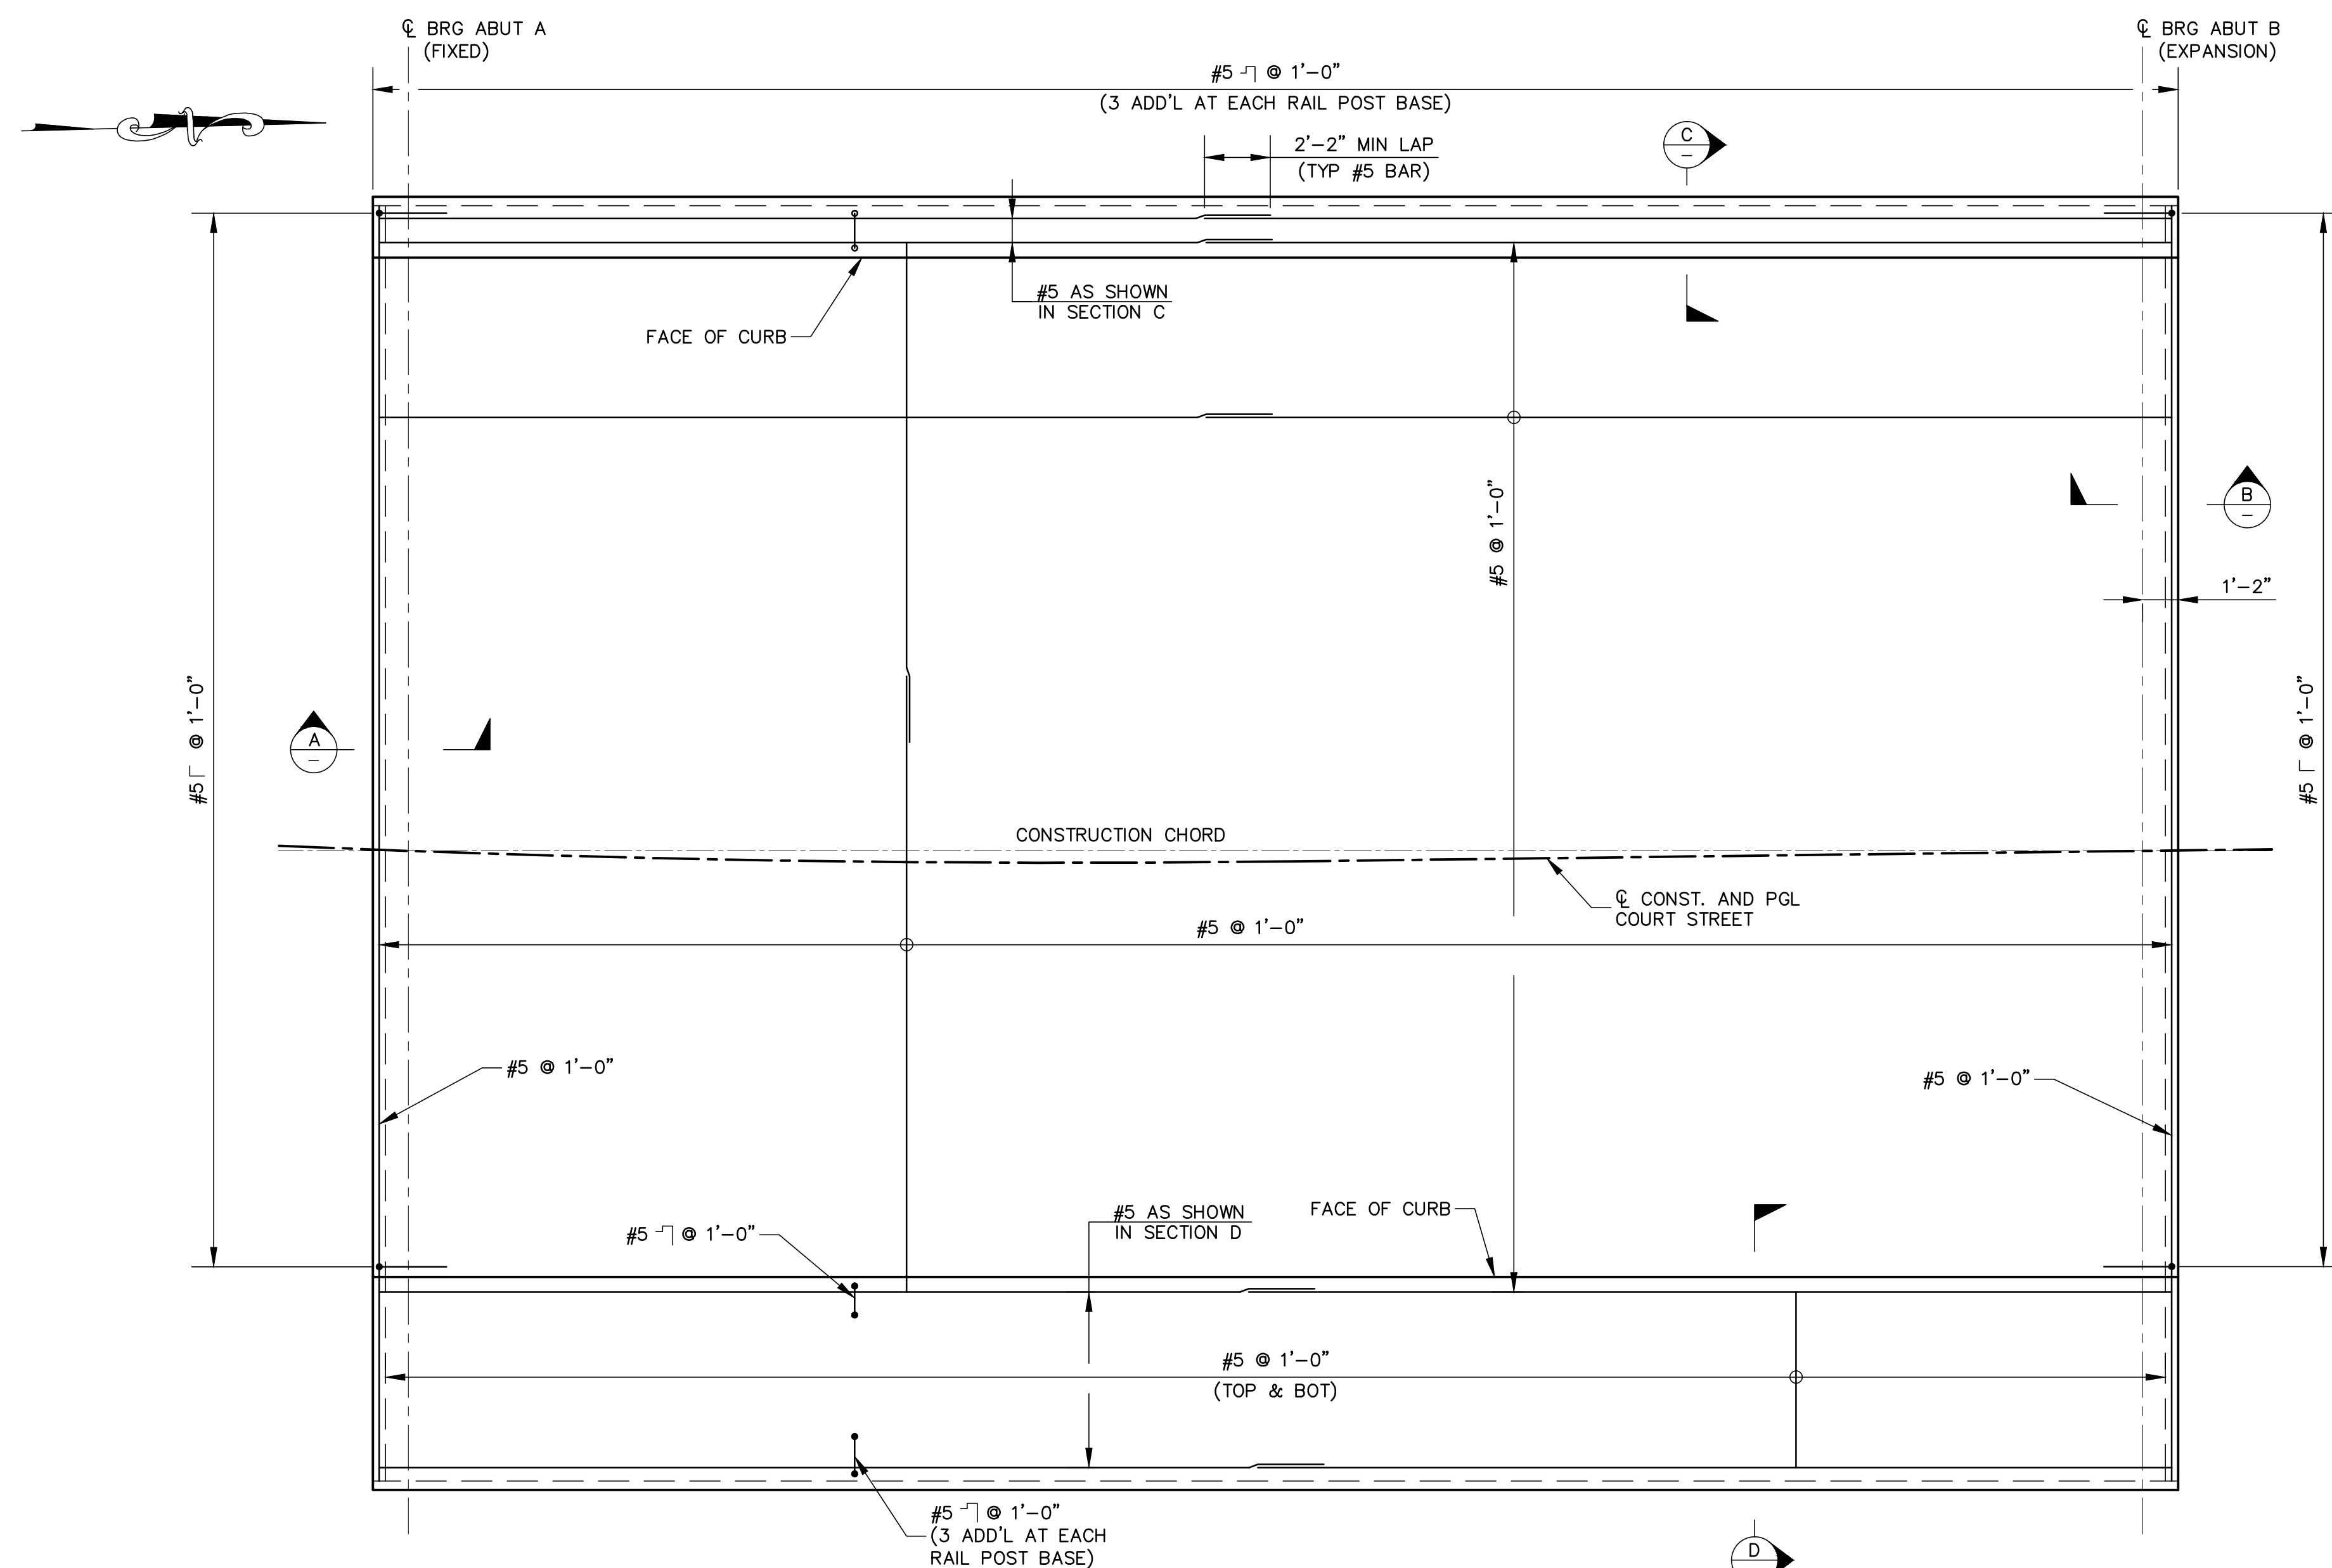 ℄ BRG ABUT A
(FIXED)
℄ BRG ABUT B
(EXPANSION)
#5 @ 1'-0"
(3 ADD'L AT EACH RAIL POST BASE)
2'-2" MIN LAP
(TYP #5 BAR)
C
-
#5 AS SHOWN
IN SECTION C
FACE OF CURB
#5 @ 1'-0"
B
-
1'-2"
#5 @ 1'-0"
#5 @ 1'-0"
A
-
CONSTRUCTION CHORD
℄ CONST. AND PGL
COURT STREET
#5 @ 1'-0"
#5 @ 1'-0"
#5 @ 1'-0"
#5 AS SHOWN
IN SECTION D
FACE OF CURB
#5 @ 1'-0"
#5 @ 1'-0"
(TOP & BOT)
#5 @ 1'-0"
(3 ADD'L AT EACH
RAIL POST BASE)
D